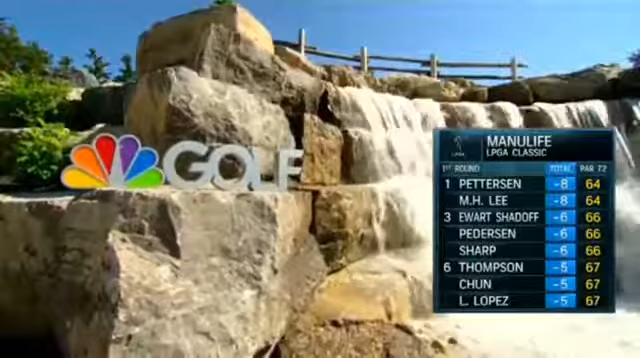 GOLF
MANULIFE
LPGA CLASSIC
LPGA
1ST ROUND TOTAL PAR 72
1 PETTERSEN -8 64
M.H. LEE -8 64
3 EWART SHADOFF -6 66
PEDERSEN -6 66
SHARP -6 66
6 THOMPSON -5 67
CHUN -5 67
L. LOPEZ -5 67